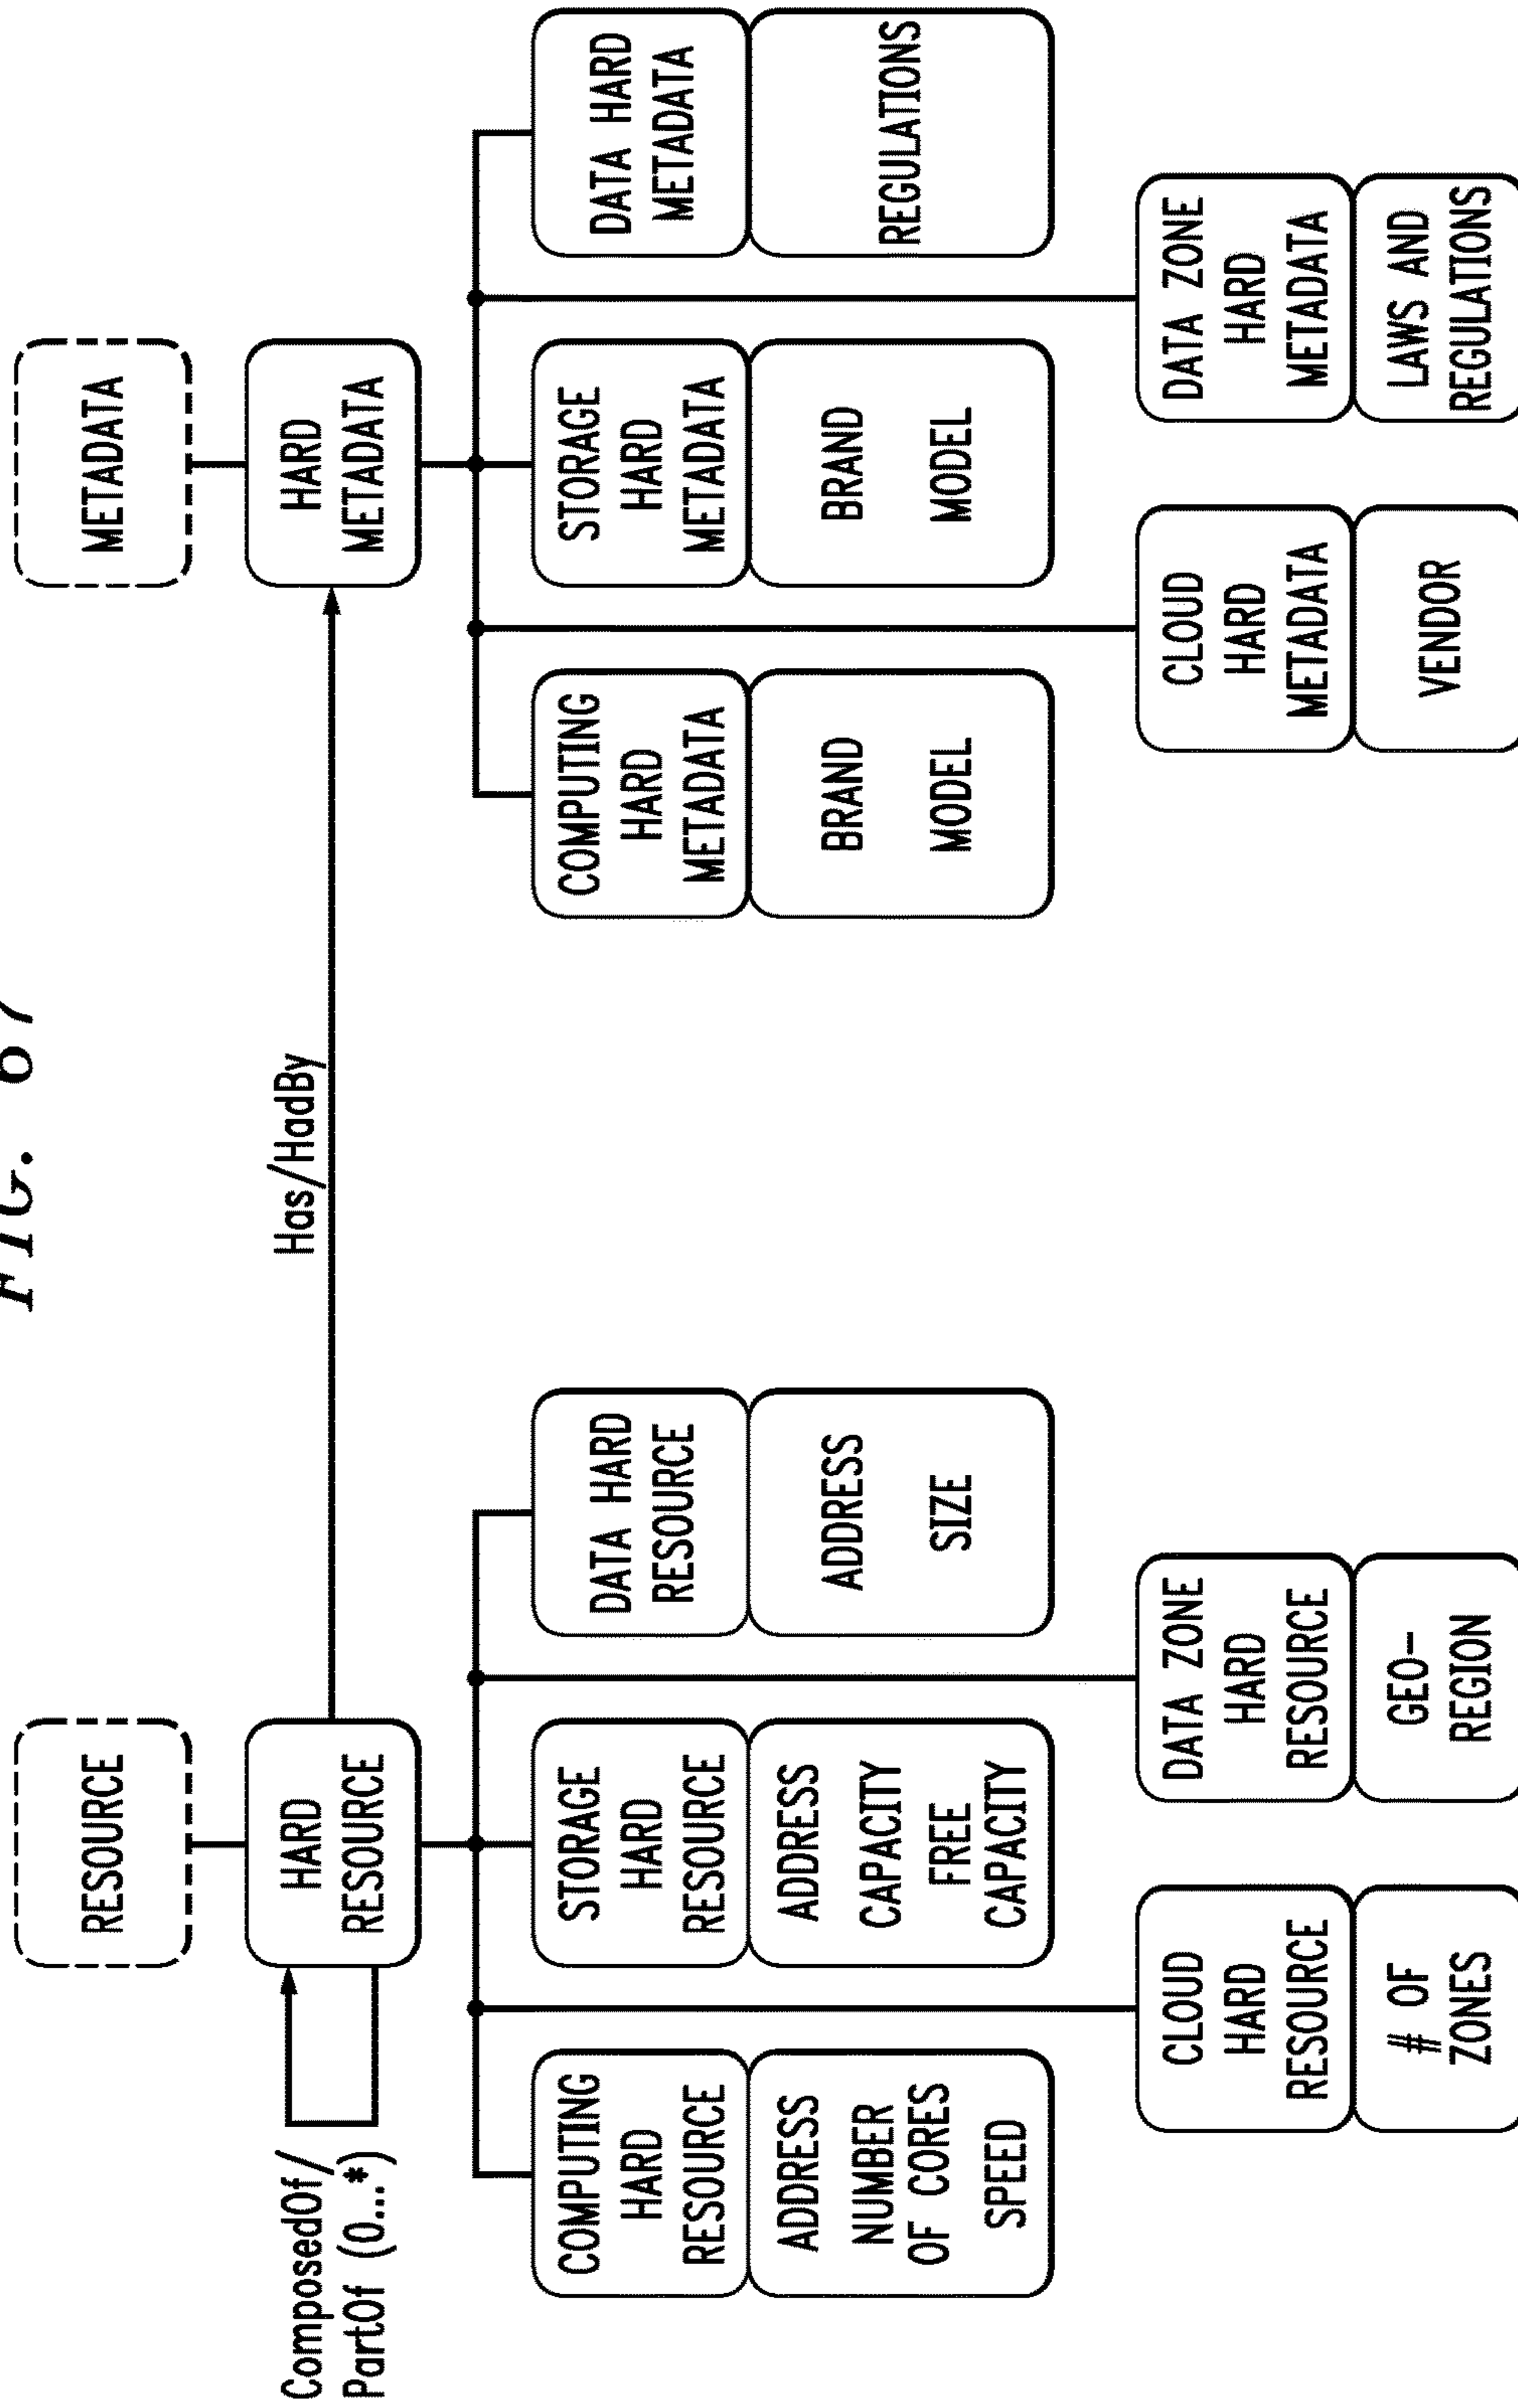 FIG. 67
RESOURCE
METADATA
ComposedOf/
PartOf (0...*)
HARD
RESOURCE
Has/HadBy
HARD
METADATA
COMPUTING
HARD
RESOURCE
ADDRESS
NUMBER
OF CORES
SPEED
STORAGE
HARD
RESOURCE
ADDRESS
CAPACITY
FREE
CAPACITY
DATA HARD
RESOURCE
ADDRESS
SIZE
COMPUTING
HARD
METADATA
BRAND
MODEL
STORAGE
HARD
METADATA
BRAND
MODEL
DATA HARD
METADATA
REGULATIONS
CLOUD
HARD
RESOURCE
# OF
ZONES
DATA ZONE
HARD
RESOURCE
GEO-
REGION
CLOUD
HARD
METADATA
VENDOR
DATA ZONE
HARD
METADATA
LAWS AND
REGULATIONS